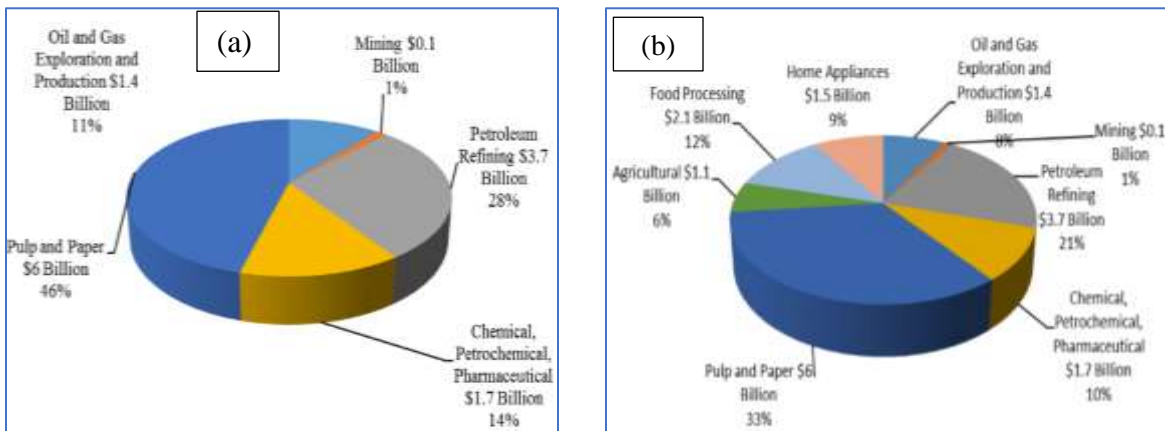 (a)
Oil and Gas
Exploration and
Production $1.4
Billion
11%
Mining $0.1
Billion
1%
Petroleum
Refining $3.7
Billion
28%
Chemical,
Petrochemical,
Pharmaceutical
$1.7 Billion
14%
Pulp and Paper
$6 Billion
46%
(b)
Home Appliances
$1.5 Billion
9%
Oil and Gas
Exploration and
Production $1.4
Billion
8%
Mining $0.1
Billion
1%
Petroleum
Refining
$3.7 Billion
21%
Chemical,
Petrochemical,
Pharmaceutical
$1.7 Billion
10%
Pulp and Paper $6
Billion
33%
Agricultural $1.1
Billion
6%
Food Processing
$2.1 Billion
12%